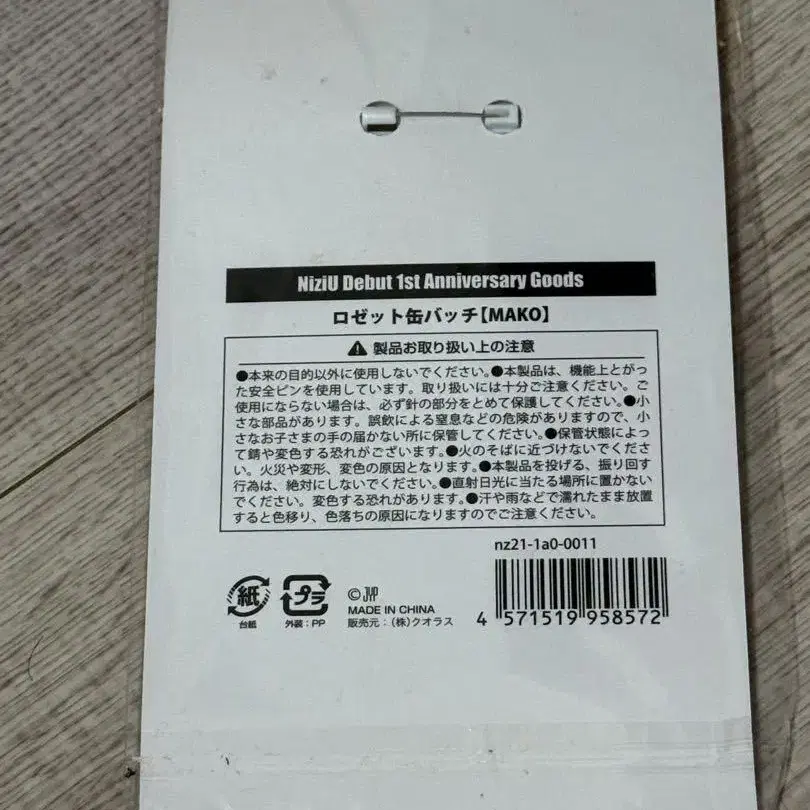 NiziU Debut 1st Anniversary Goods
ロゼット缶バッチ【MAKO】
⚠ 製品お取り扱い上の注意
●本来の目的以外に使用しないでください。●本製品は、機能上とがっ
た安全ピンを使用しています。取り扱いには十分ご注意ください。ご
使用にならない場合は、必ず針の部分をとめて保護してください。●小
さな部品があります。誤飲による窒息などの危険がありますので、小
さなお子さまの手の届かない所に保管してください。●保管状態によっ
て錆や変色する恐れがございます。●火のそばに近づけないでくださ
い。火災や変形、変色の原因となります。●本製品を投げる、振り回す
行為は、絶対にしないでください。●直射日光に当たる場所に置かない
でください。変色する恐れがあります。●汗や雨などで濡れたまま放置
すると色移り、色落ちの原因になりますのでご注意ください。
nz21-1a0-0011
紙
台紙
プラ
外装：PP
© JYP
MADE IN CHINA
販売元：（株）クオラス
4 571519 958572